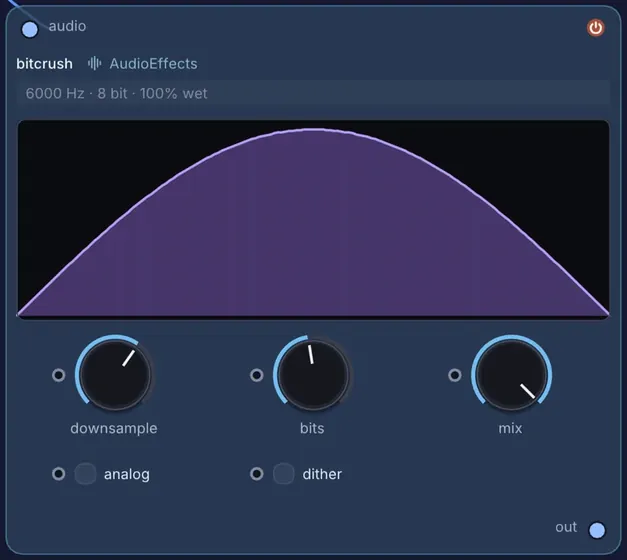 audio
bitcrush AudioEffects
6000 Hz · 8 bit · 100% wet
downsample bits mix
analog dither
out